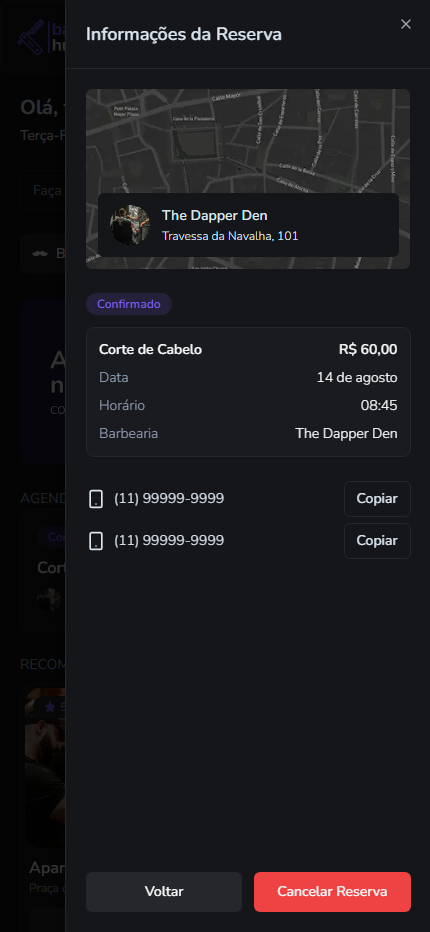 Informações da Reserva
Calle Mayor
The Dapper Den
Travessa da Navalha, 101
Confirmado
Corte de Cabelo R$ 60,00
Data 14 de agosto
Horário 08:45
Barbearia The Dapper Den
(11) 99999-9999 Copiar
(11) 99999-9999 Copiar
Voltar Cancelar Reserva